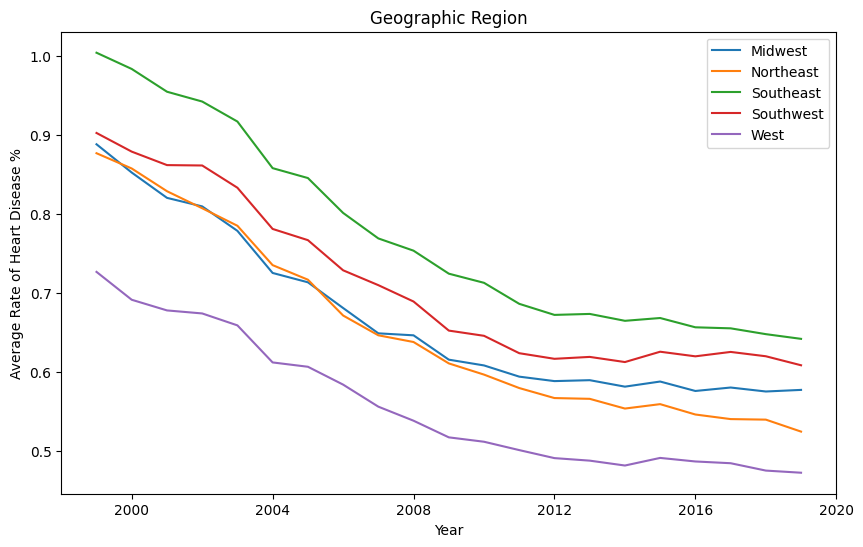 Geographic Region
Midwest
Northeast
Southeast
Southwest
West
Average Rate of Heart Disease %
1.0
0.9
0.8
0.7
0.6
0.5
2000
2004
2008
2012
2016
2020
Year